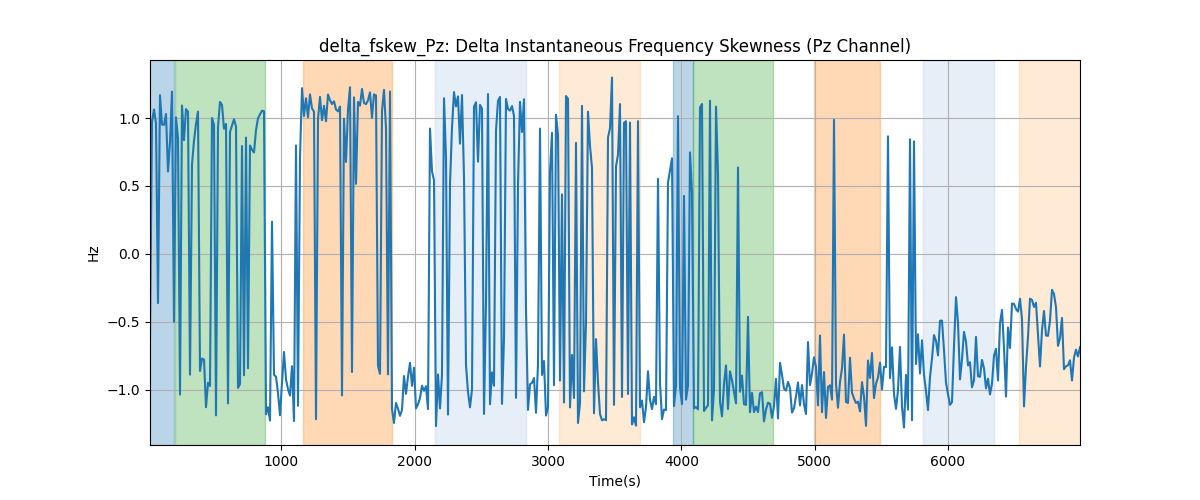 delta_fskew_Pz: Delta Instantaneous Frequency Skewness (Pz Channel)
1.0
0.5
0.0
−0.5
−1.0
Hz
1000 2000 3000 4000 5000 6000
Time(s)